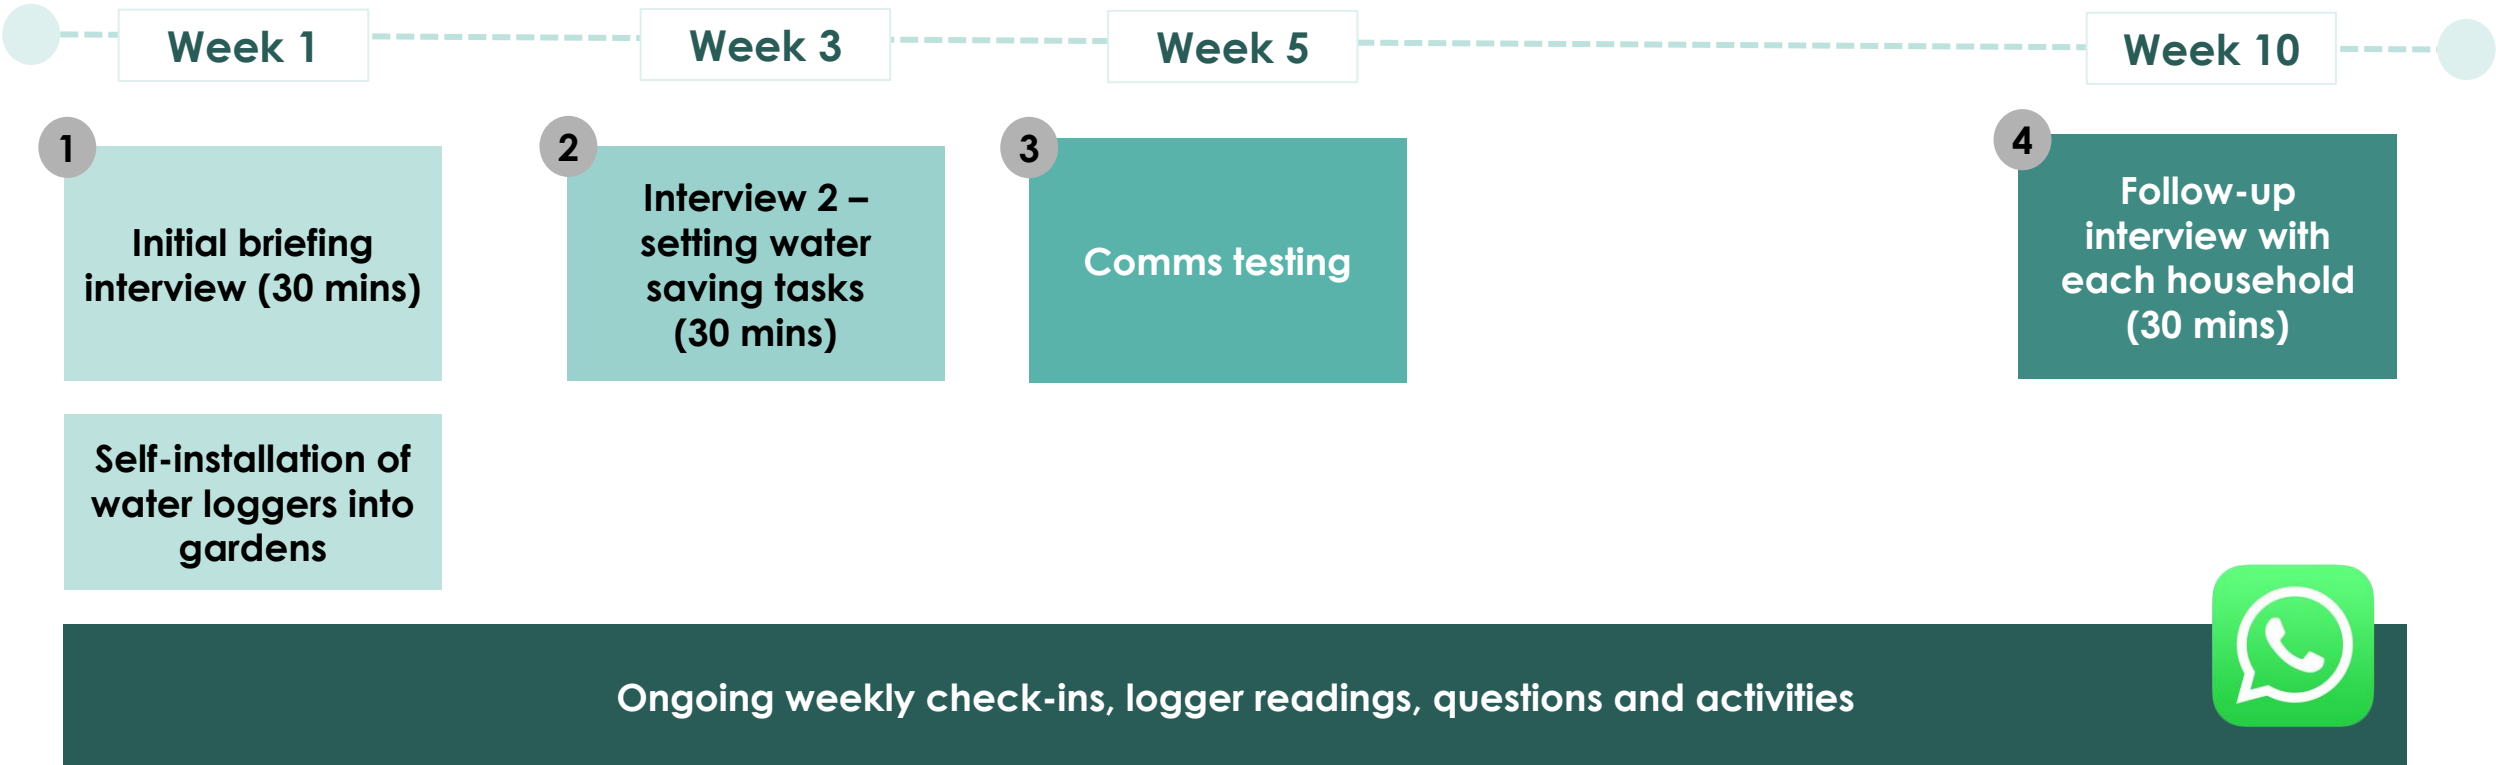 Week 1
Week 3
Week 5
Week 10
1
Initial briefing
interview (30 mins)
Self-installation of
water loggers into
gardens
2
Interview 2 –
setting water
saving tasks
(30 mins)
3
Comms testing
4
Follow-up
interview with
each household
(30 mins)
Ongoing weekly check-ins, logger readings, questions and activities